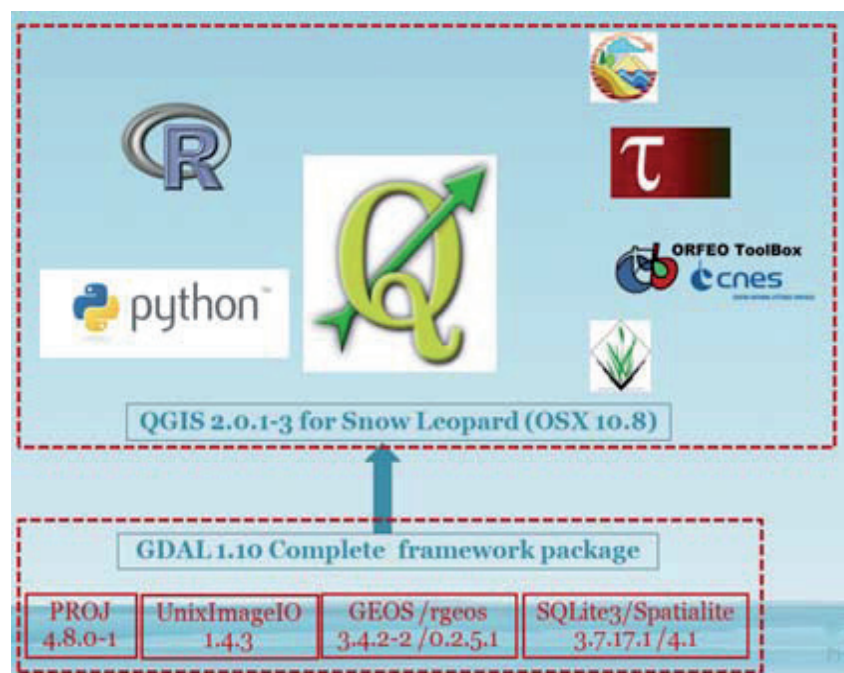 R
Q
τ
ORFEO ToolBox
cnes
python™
QGIS 2.0.1-3 for Snow Leopard (OSX 10.8)
GDAL 1.10 Complete framework package
PROJ
4.8.0-1
UnixImageIO
1.4.3
GEOS /rgeos
3.4.2-2 /0.2.5.1
SQLite3/Spatialite
3.7.17.1 /4.1